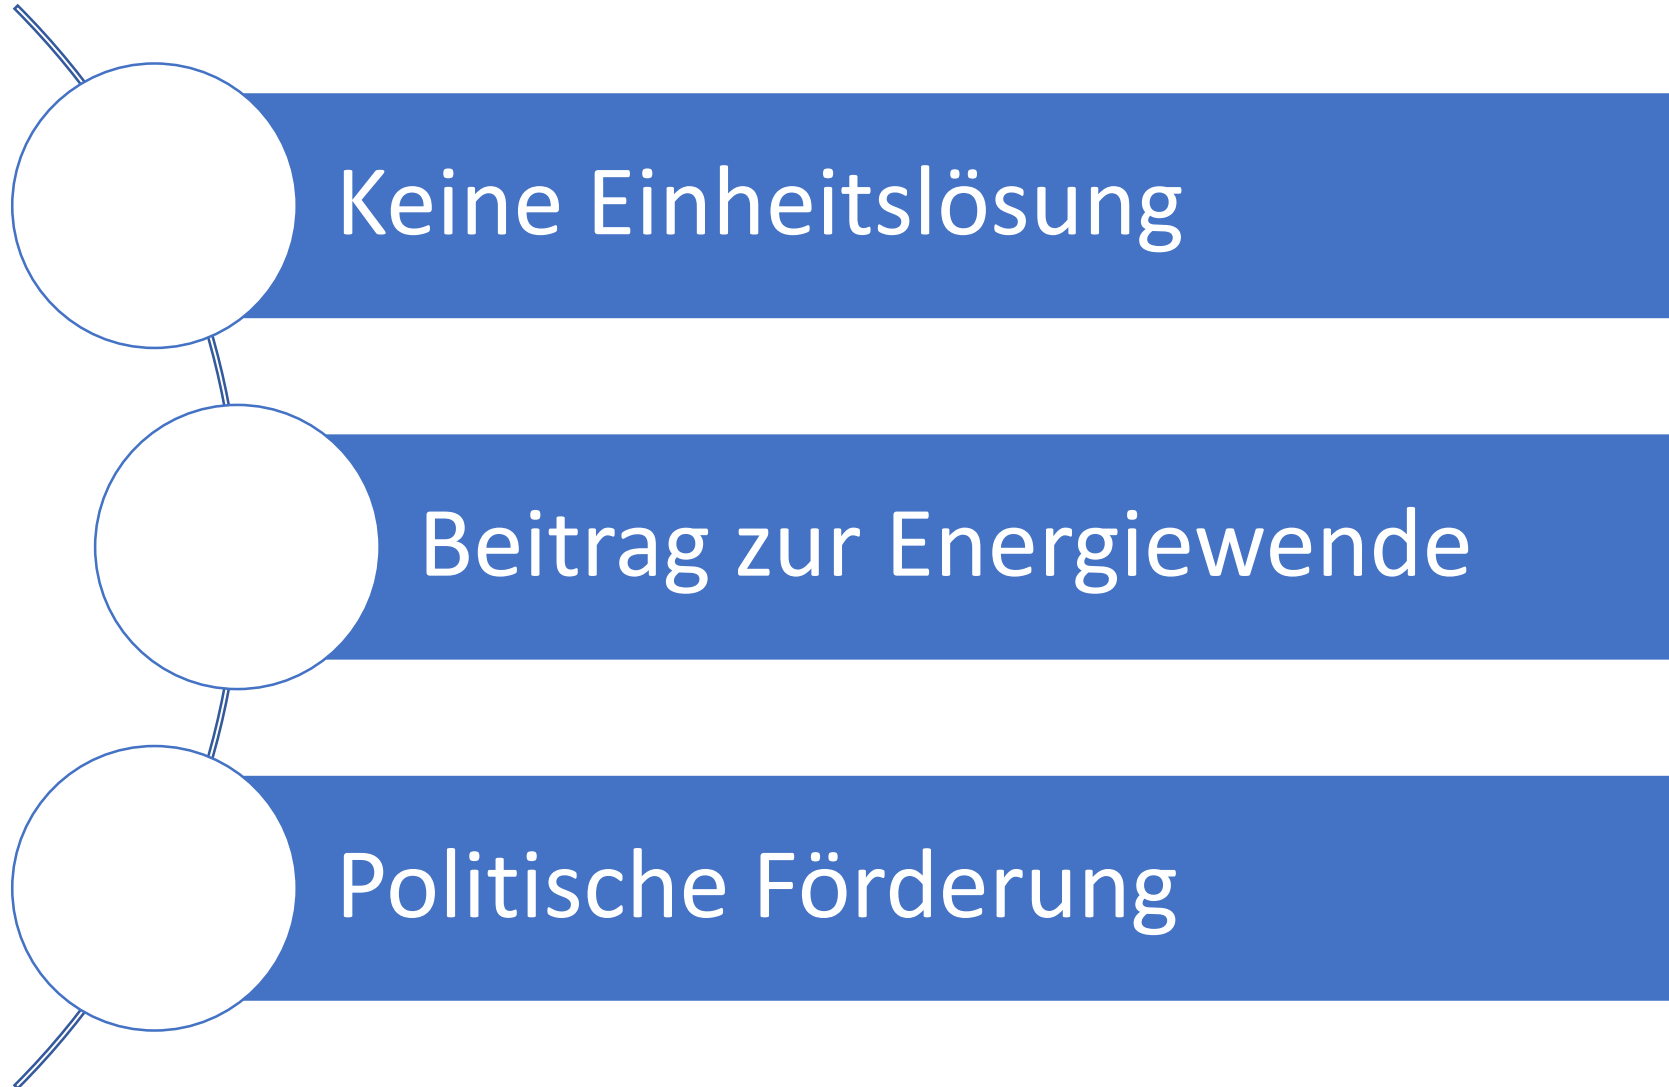 Keine Einheitslösung
Beitrag zur Energiewende
Politische Förderung